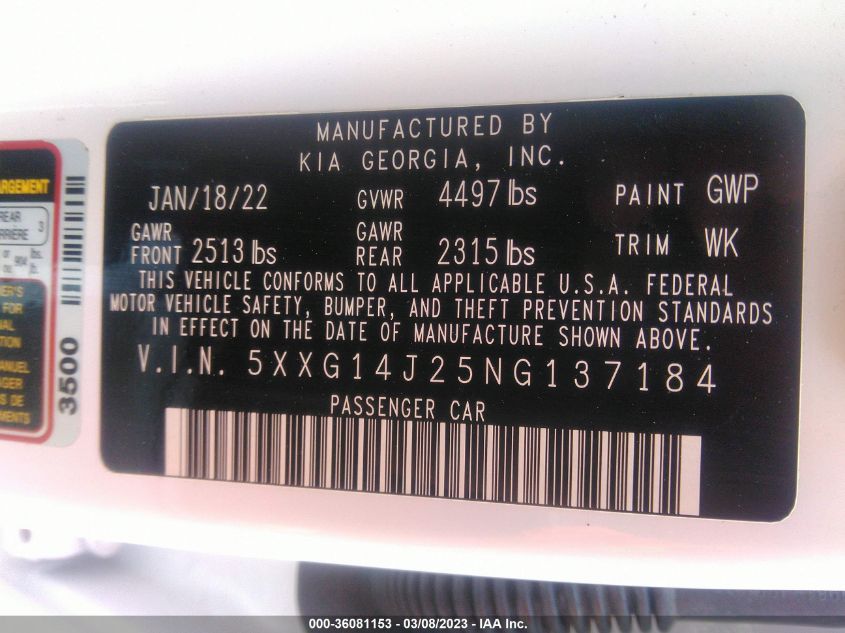 MANUFACTURED BY
KIA GEORGIA, INC.
JAN/18/22 GVWR 4497 lbs PAINT GWP
GAWR FRONT 2513 lbs GAWR REAR 2315 lbs TRIM WK
THIS VEHICLE CONFORMS TO ALL APPLICABLE U.S.A. FEDERAL
MOTOR VEHICLE SAFETY, BUMPER, AND THEFT PREVENTION STANDARDS
IN EFFECT ON THE DATE OF MANUFACTURE SHOWN ABOVE.
V.I.N. 5XXG14J25NG137184
PASSENGER CAR
REAR
3
FOR
3500
000-36081153 — 03/08/2023 — IAA Inc.